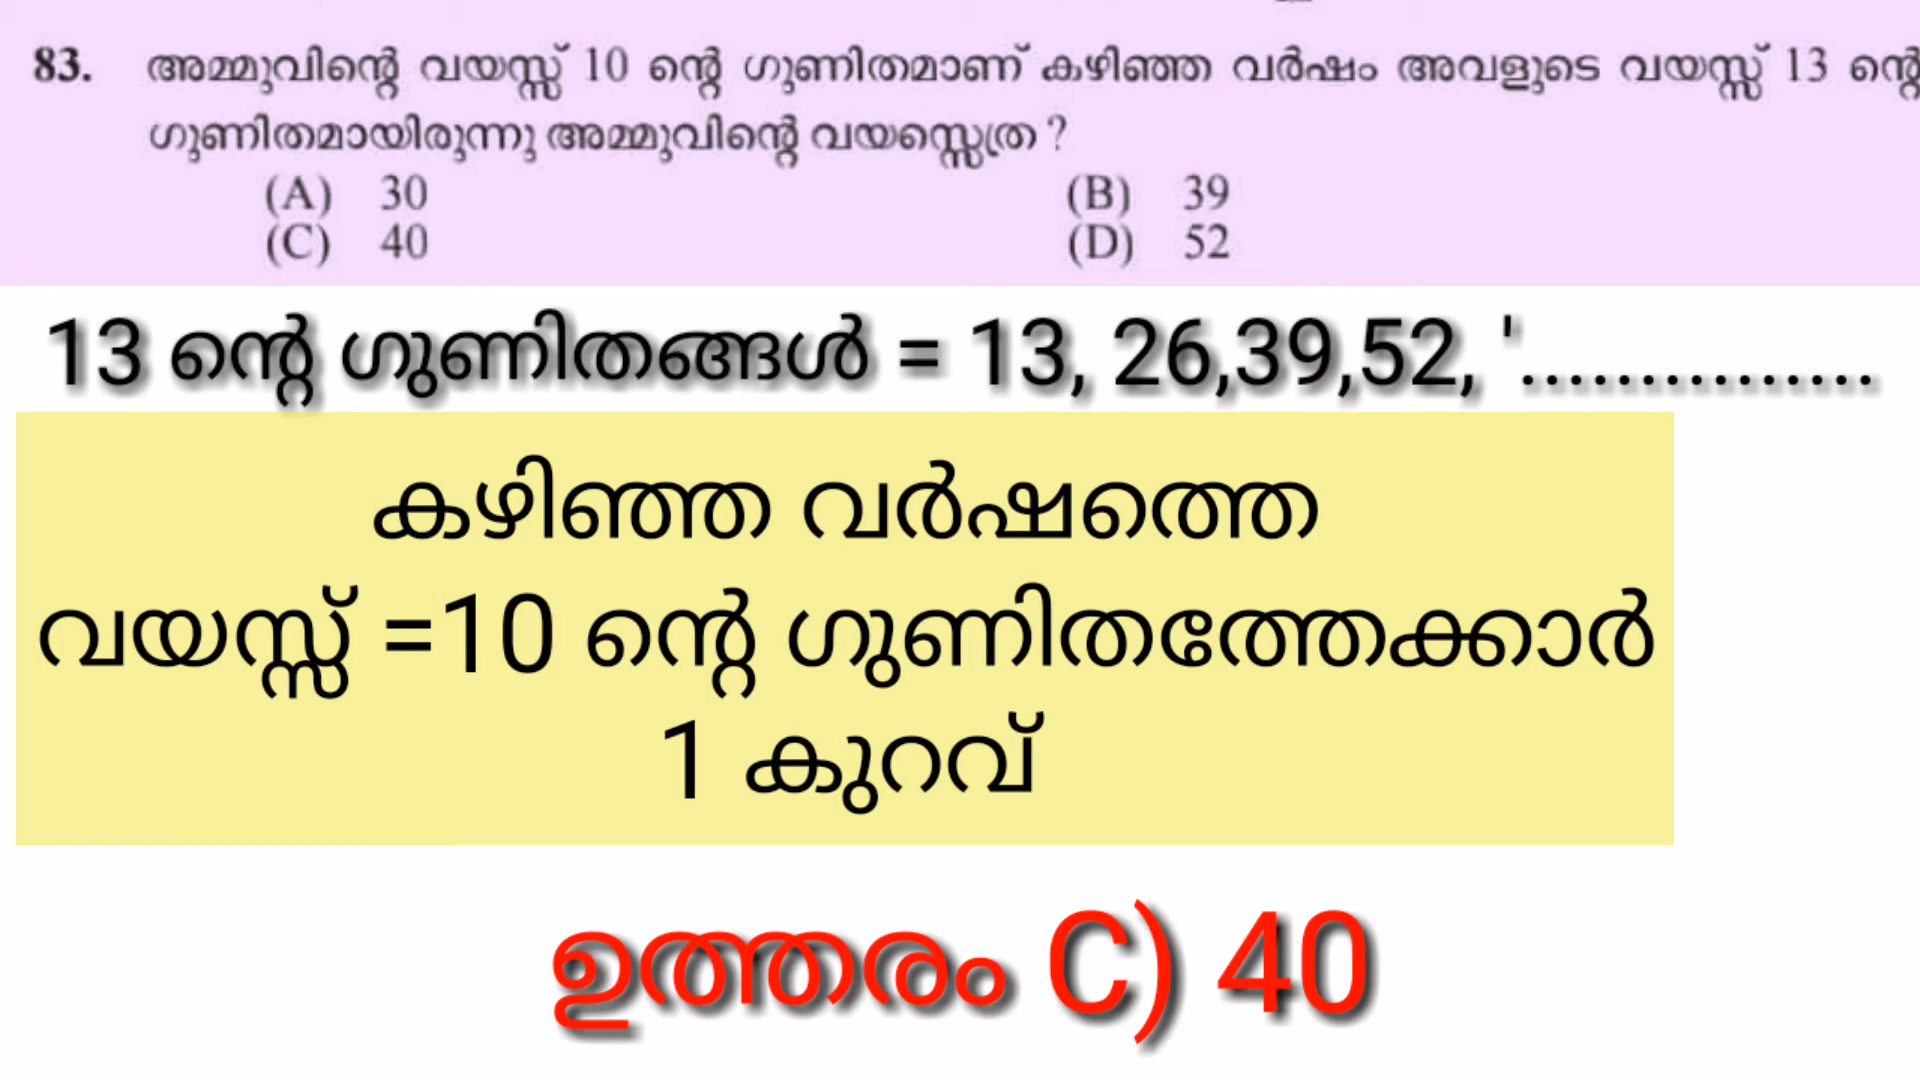 83. അമ്മുവിന്റെ വയസ്സ് 10 ന്റെ ഗുണിതമാണ് കഴിഞ്ഞ വർഷം അവളുടെ വയസ്സ് 13 ന്റെ
ഗുണിതമായിരുന്നു അമ്മുവിന്റെ വയസ്സെത്ര ?
(A) 30 (B) 39
(C) 40 (D) 52
13 ന്റെ ഗുണിതങ്ങൾ = 13, 26,39,52, '...............
കഴിഞ്ഞ വർഷത്തെ
വയസ്സ് =10 ന്റെ ഗുണിതത്തേക്കാർ
1 കുറവ്
ഉത്തരം C) 40